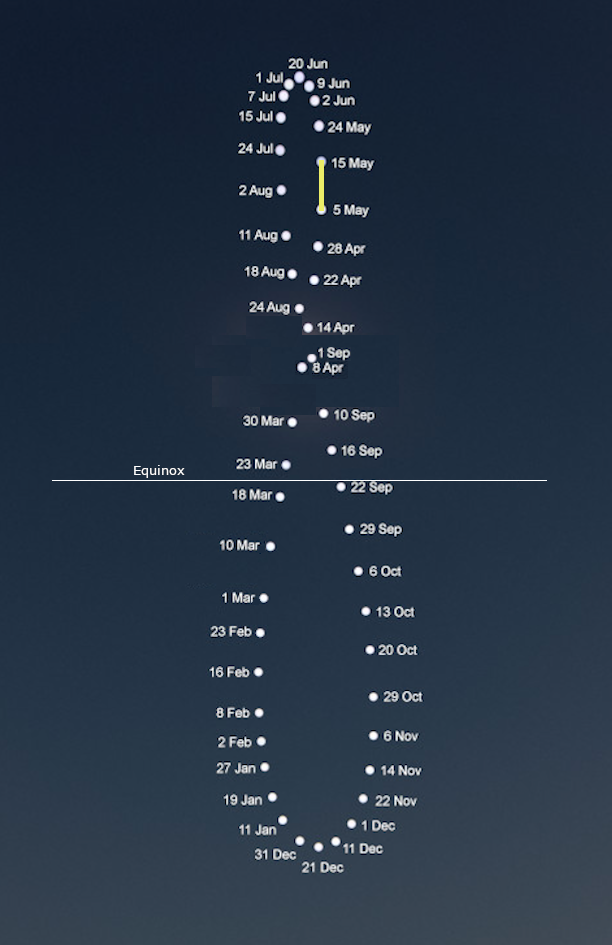 20 Jun
1 Jul
9 Jun
7 Jul
2 Jun
15 Jul
24 May
24 Jul
15 May
2 Aug
5 May
11 Aug
28 Apr
18 Aug
22 Apr
24 Aug
14 Apr
1 Sep
8 Apr
10 Sep
30 Mar
16 Sep
23 Mar
Equinox
22 Sep
18 Mar
29 Sep
10 Mar
6 Oct
1 Mar
13 Oct
23 Feb
20 Oct
16 Feb
29 Oct
8 Feb
6 Nov
2 Feb
27 Jan
14 Nov
19 Jan
22 Nov
11 Jan
1 Dec
31 Dec
11 Dec
21 Dec